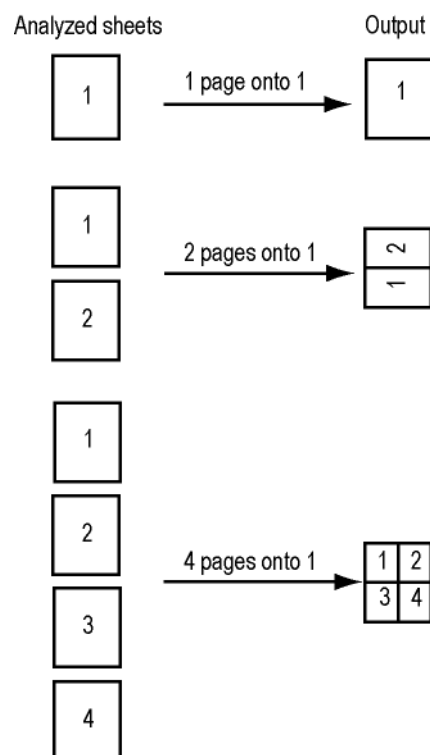 Analyzed sheets Output
1 1 page onto 1 1
1
2 pages onto 1
2
1
2
1
2
4 pages onto 1
1 2
3 4
3
4